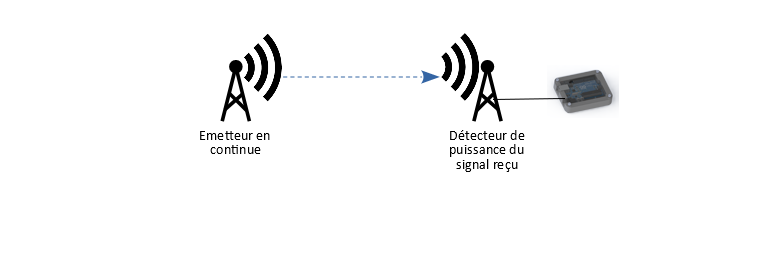 Emetteur en
continue
Détecteur de
puissance du
signal reçu